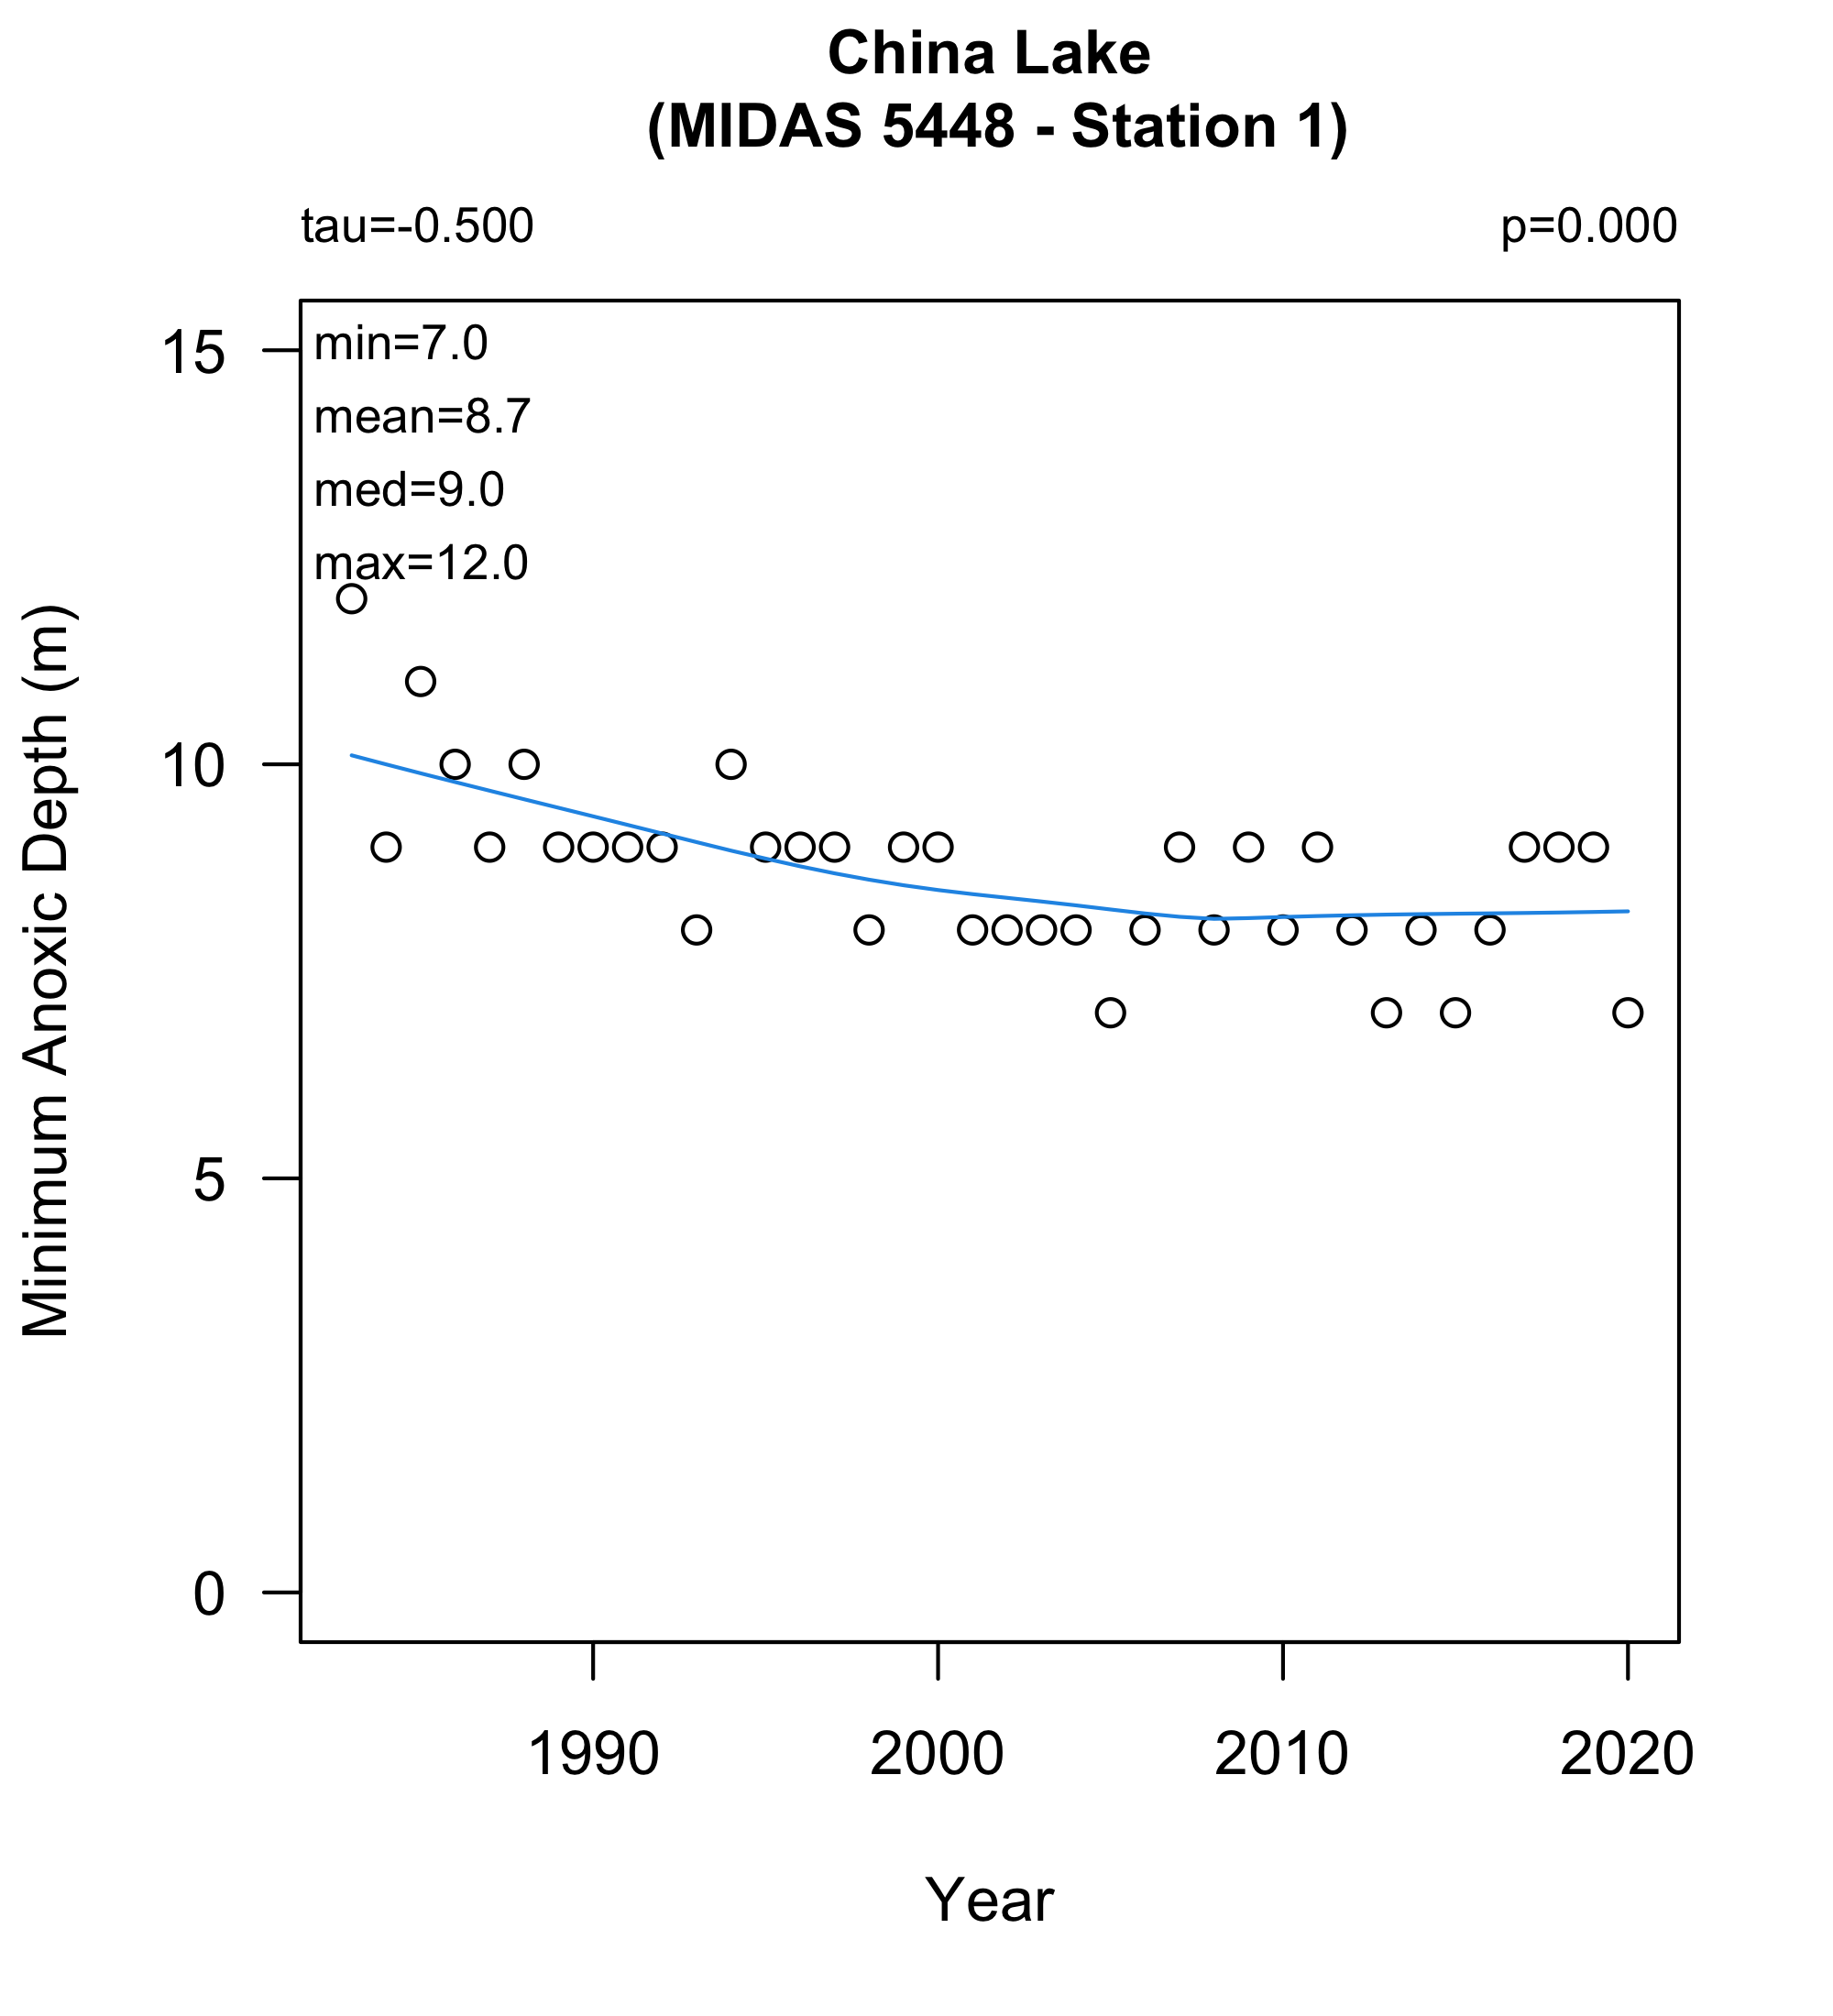 China Lake
(MIDAS 5448 - Station 1)
tau=-0.500
p=0.000
min=7.0
mean=8.7
med=9.0
max=12.0
Minimum Anoxic Depth (m)
15
10
5
0
1990
2000
2010
2020
Year